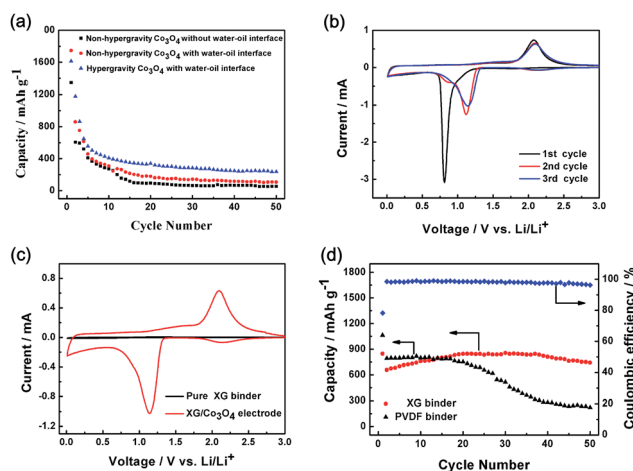 (a)
Capacity / mAh g⁻¹
00
1600
1200
800
400
0
Non-hypergravity Co₃O₄ without water-oil interface
Non-hypergravity Co₃O₄ with water-oil interface
Hypergravity Co₃O₄ with water-oil interface
0 10 20 30 40 50
Cycle Number
(b)
Current / mA
1
0
-1
-2
-3
1st cycle
2nd cycle
3rd cycle
0.0 0.6 1.2 1.8 2.4 3.0
Voltage / V vs. Li/Li⁺
(c)
Current / mA
0.8
0.4
0.0
-0.4
-0.8
-1.2
Pure XG binder
XG/Co₃O₄ electrode
0.0 0.5 1.0 1.5 2.0 2.5 3.0
Voltage / V vs. Li/Li⁺
(d)
Capacity / mAh g⁻¹
1800
1500
1200
900
600
300
0
XG binder
PVDF binder
0 10 20 30 40 50
Cycle Number
100
80
60
40
20
0
Coulombic efficiency / %